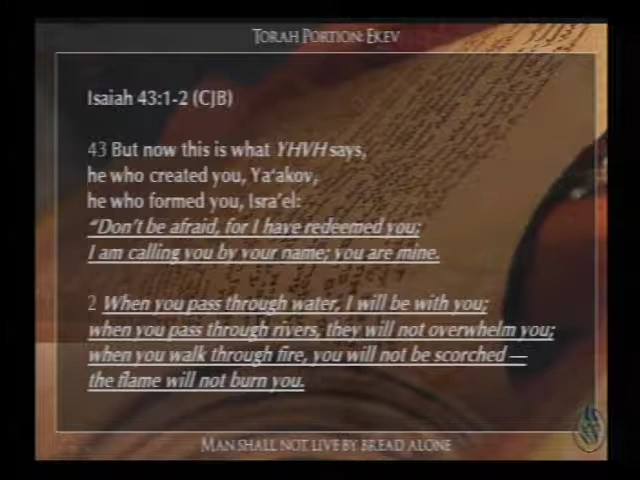 TORAH PORTION: EKEV
Isaiah 43:1-2 (CJB)
43 But now this is what YHVH says,
he who created you, Ya‘akov,
he who formed you, Isra’el:
“Don’t be afraid, for I have redeemed you;
I am calling you by your name; you are mine.
2 When you pass through water, I will be with you;
when you pass through rivers, they will not overwhelm you;
when you walk through fire, you will not be scorched —
the flame will not burn you.
MAN SHALL NOT LIVE BY BREAD ALONE